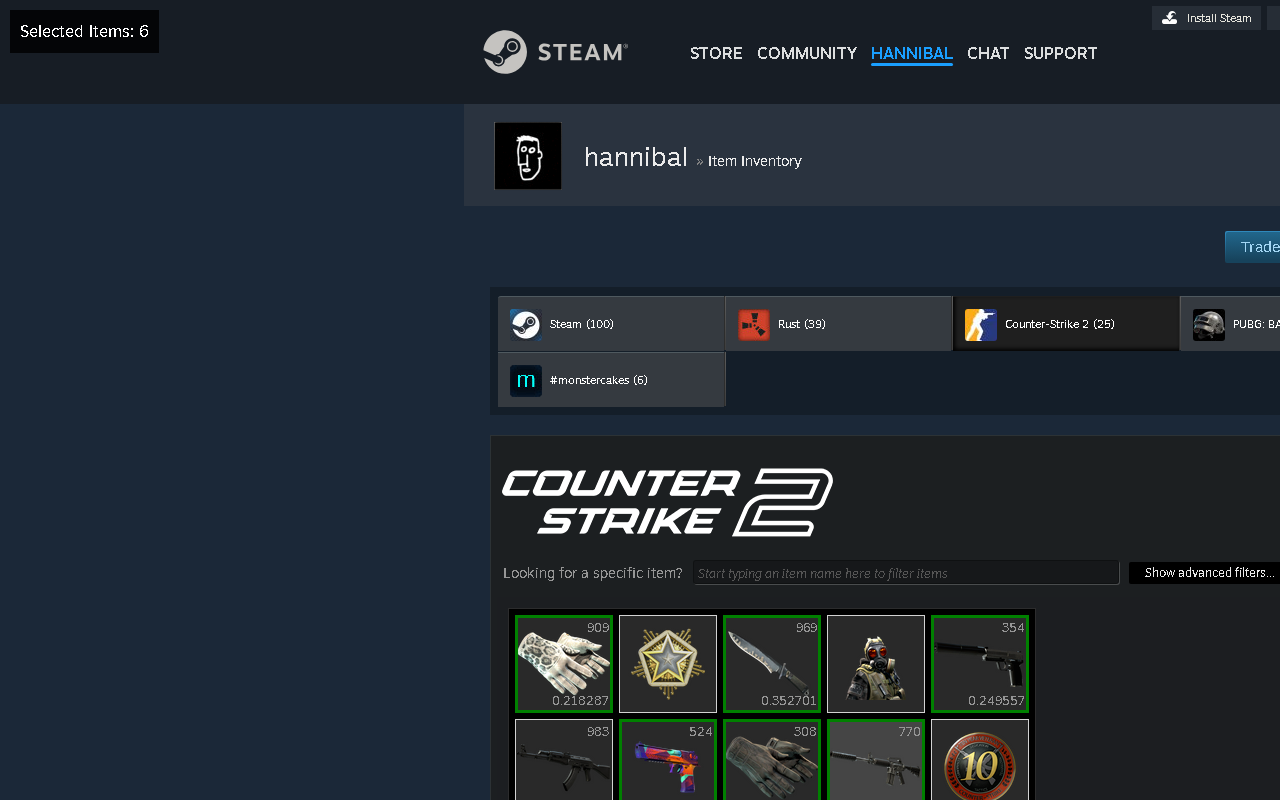 Selected Items: 6
Install Steam
STEAM®
STORE COMMUNITY HANNIBAL CHAT SUPPORT
hannibal » Item Inventory
Trade
Steam (100)
Rust (39)
Counter-Strike 2 (25)
PUBG: BA
m #monstercakes (6)
COUNTER
STRIKE 2
Looking for a specific item? Start typing an item name here to filter items Show advanced filters...
909 969 354
0.218287 0.352701 0.249557
983 524 308 770
10